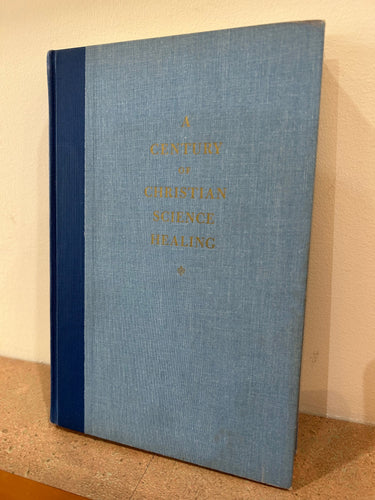 A
CENTURY
OF
CHRISTIAN
SCIENCE
HEALING